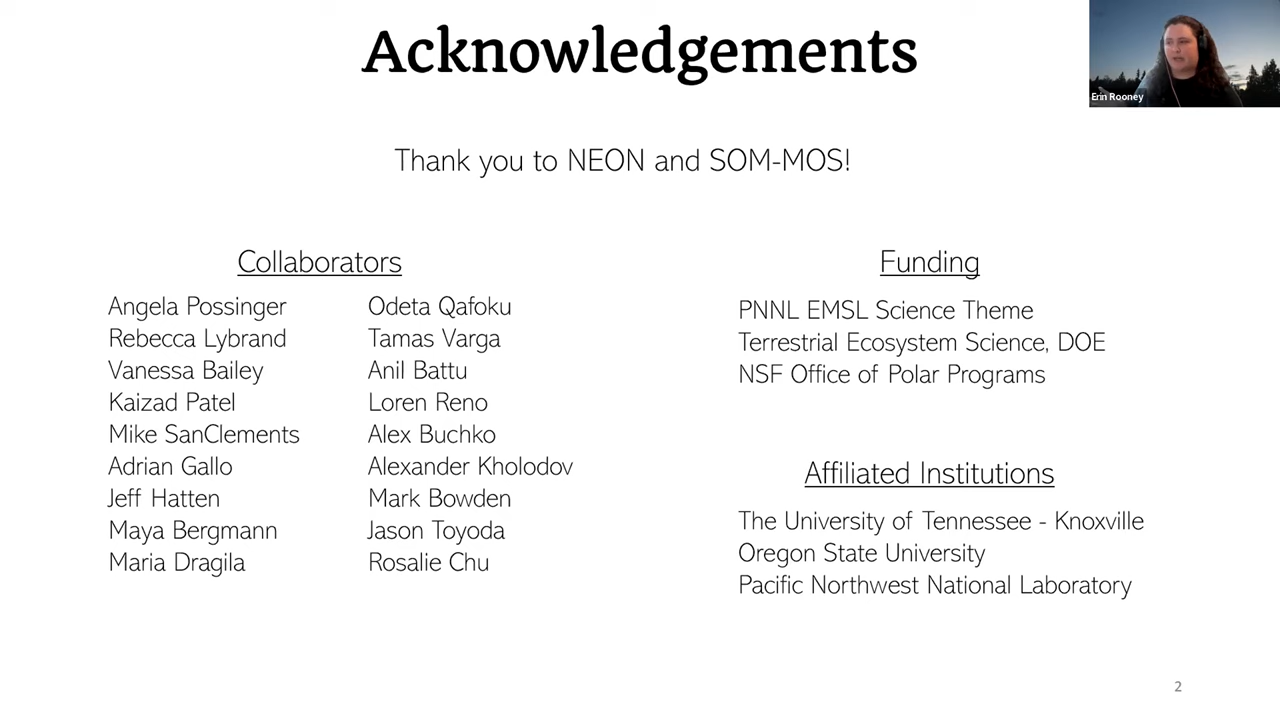 Acknowledgements
Erin Rooney
Thank you to NEON and SOM-MOS!
Collaborators
Angela Possinger
Rebecca Lybrand
Vanessa Bailey
Kaizad Patel
Mike SanClements
Adrian Gallo
Jeff Hatten
Maya Bergmann
Maria Dragila
Odeta Qafoku
Tamas Varga
Anil Battu
Loren Reno
Alex Buchko
Alexander Kholodov
Mark Bowden
Jason Toyoda
Rosalie Chu
Funding
PNNL EMSL Science Theme
Terrestrial Ecosystem Science, DOE
NSF Office of Polar Programs
Affiliated Institutions
The University of Tennessee - Knoxville
Oregon State University
Pacific Northwest National Laboratory
2